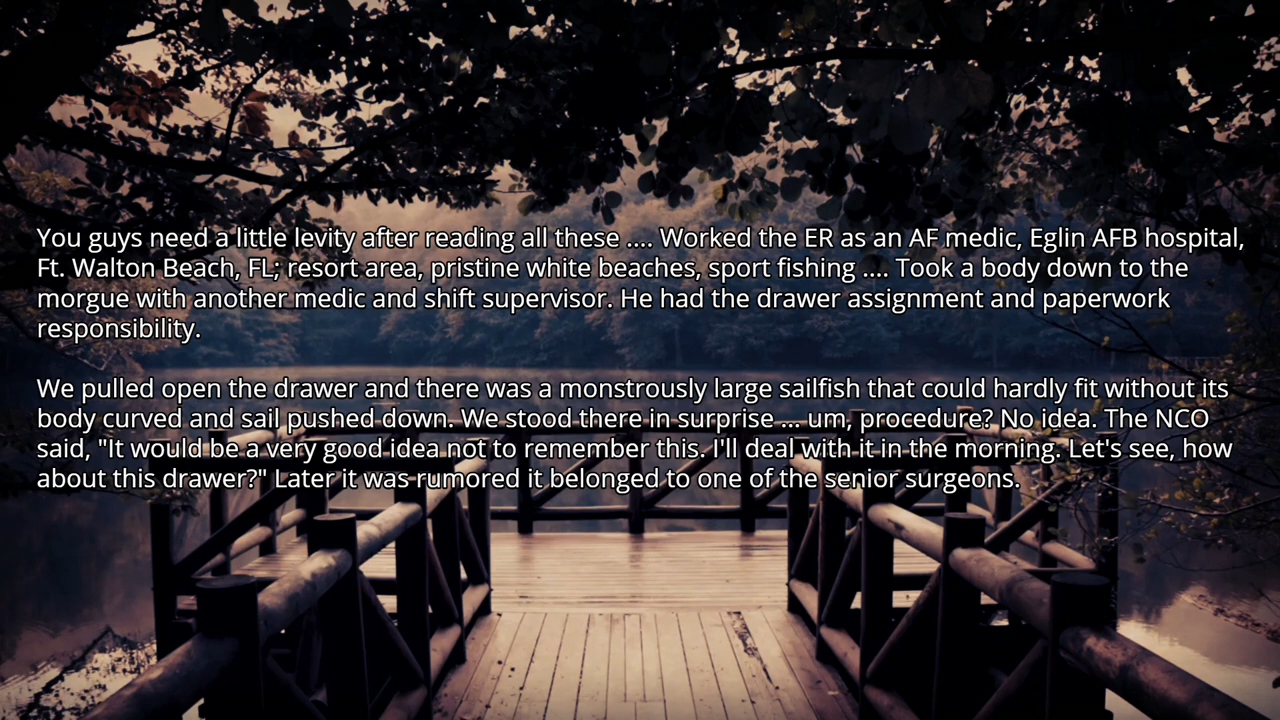 You guys need a little levity after reading all these .... Worked the ER as an AF medic, Eglin AFB hospital,
Ft. Walton Beach, FL; resort area, pristine white beaches, sport fishing .... Took a body down to the
morgue with another medic and shift supervisor. He had the drawer assignment and paperwork
responsibility.
We pulled open the drawer and there was a monstrously large sailfish that could hardly fit without its
body curved and sail pushed down. We stood there in surprise ... um, procedure? No idea. The NCO
said, "It would be a very good idea not to remember this. I'll deal with it in the morning. Let's see, how
about this drawer?" Later it was rumored it belonged to one of the senior surgeons.